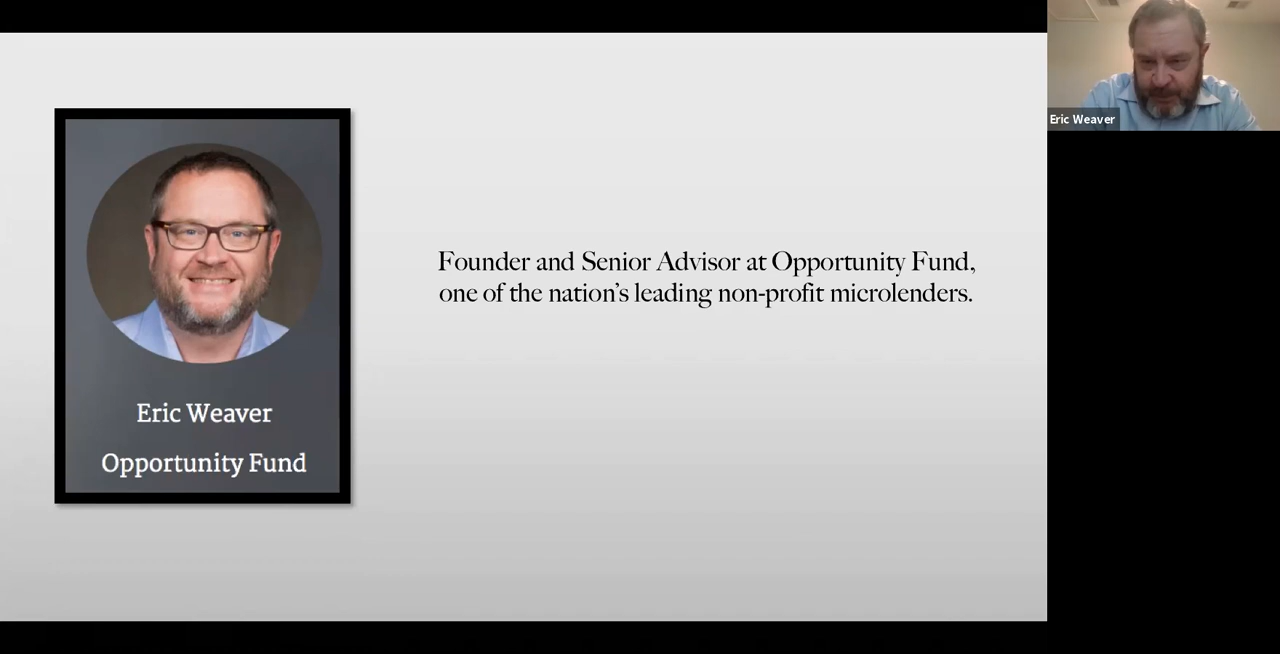 Eric Weaver
Founder and Senior Advisor at Opportunity Fund,
one of the nation’s leading non-profit microlenders.
Eric Weaver
Opportunity Fund